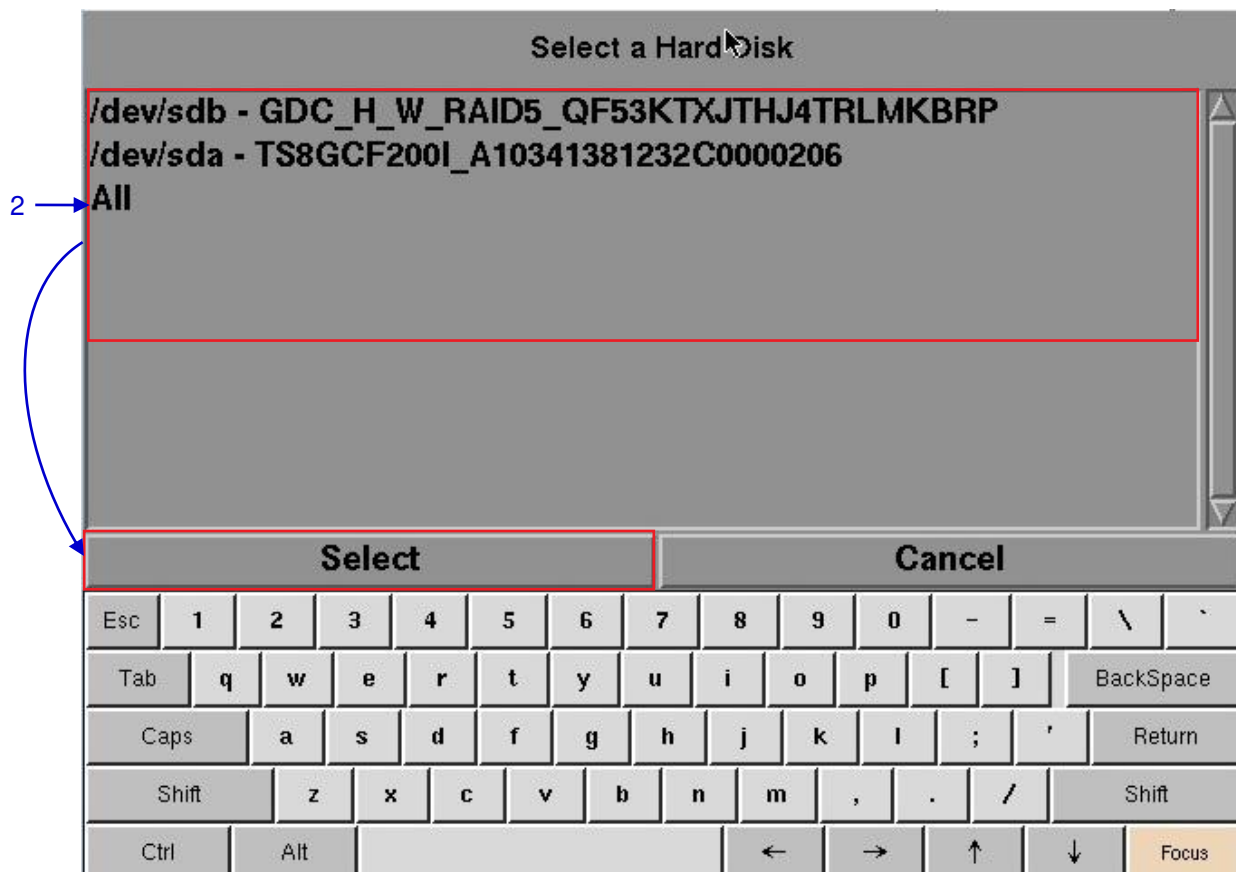 Select a Hard Disk
/dev/sdb - GDC_H_W_RAID5_QF53KTXJTHJ4TRLMKBRP
/dev/sda - TS8GCF200I_A10341381232C0000206
2
All
Select Cancel
Esc 1 2 3 4 5 6 7 8 9 0 - = \ `
Tab q w e r t y u i o p [ ] BackSpace
Caps a s d f g h j k l ; ' Return
Shift z x c v b n m , . / Shift
Ctrl Alt ← → ↑ ↓ Focus